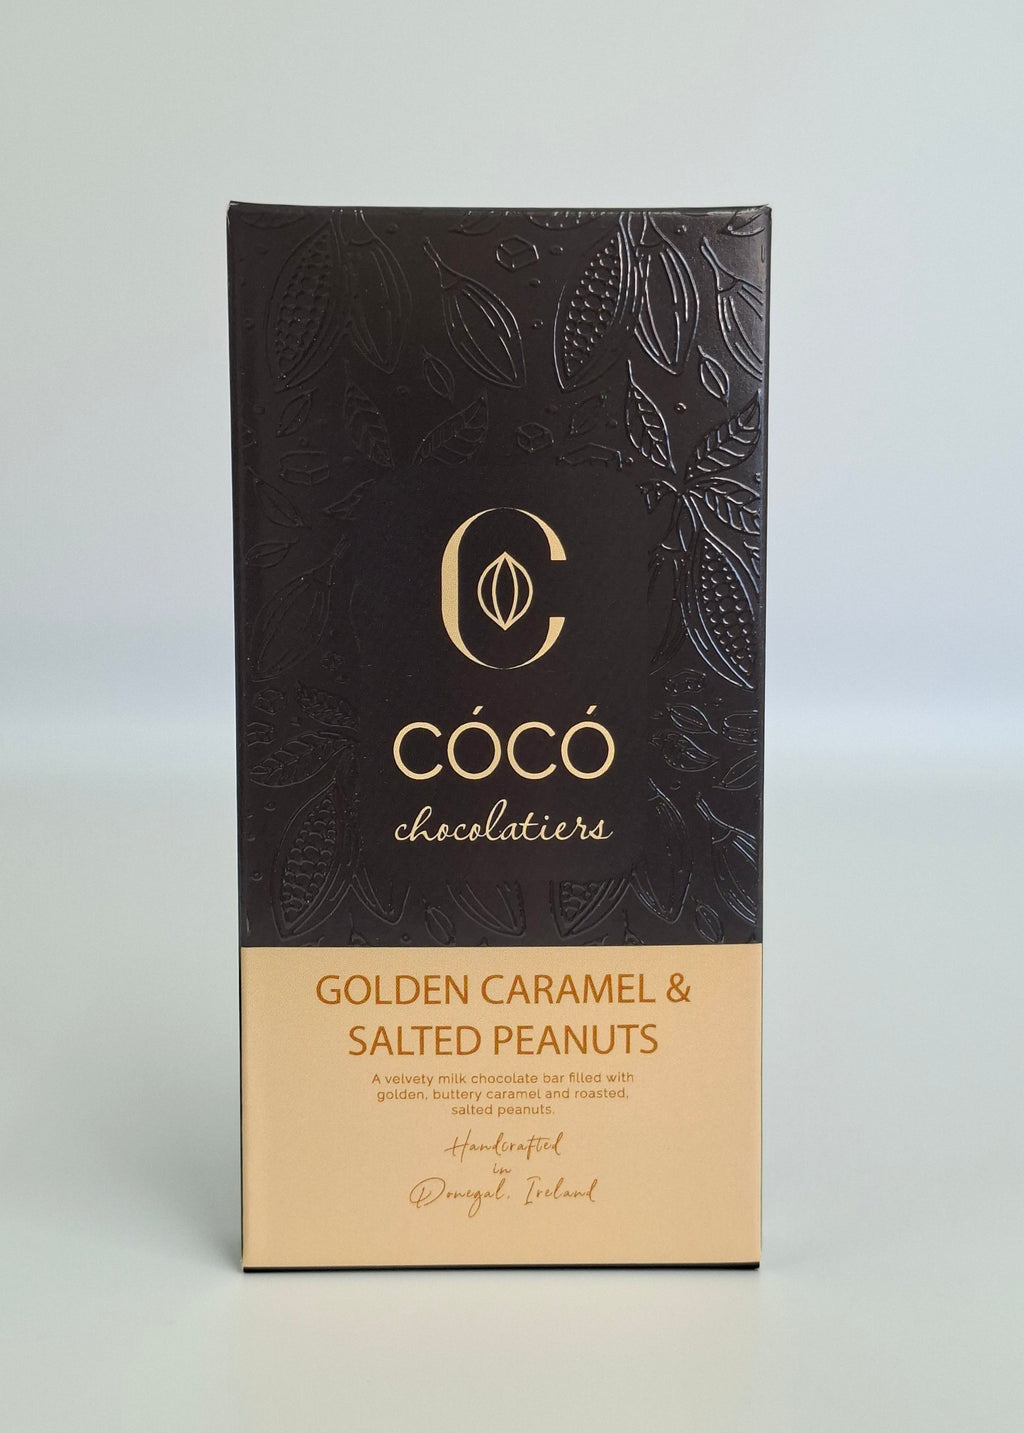 C
CÓCÓ
chocolatiers
GOLDEN CARAMEL &
SALTED PEANUTS
A velvety milk chocolate bar filled with
golden, buttery caramel and roasted,
salted peanuts.
Handcrafted
in
Donegal, Ireland